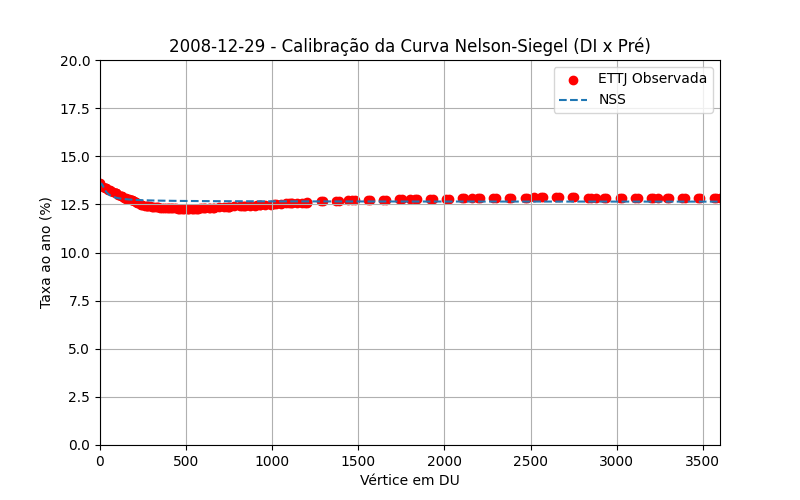 2008-12-29 - Calibração da Curva Nelson-Siegel (DI x Pré)
20.0
17.5
15.0
12.5
10.0
7.5
5.0
2.5
0.0
Taxa ao ano (%)
ETTJ Observada
NSS
0 500 1000 1500 2000 2500 3000 3500
Vértice em DU